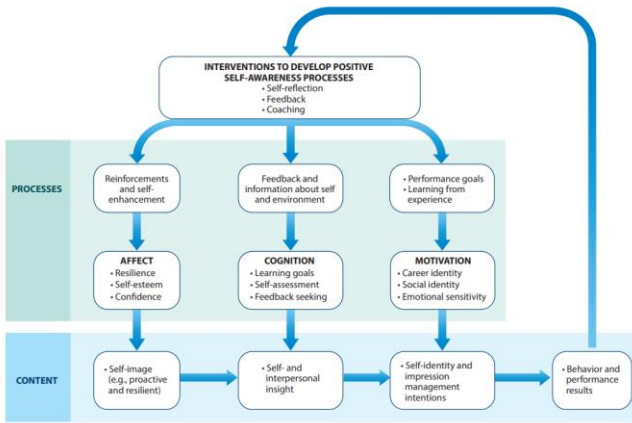 INTERVENTIONS TO DEVELOP POSITIVE
SELF-AWARENESS PROCESSES
• Self-reflection
• Feedback
• Coaching
PROCESSES
Reinforcements
and self-
enhancement
Feedback and
information about self
and environment
• Performance goals
• Learning from
experience
AFFECT
• Resilience
• Self-esteem
• Confidence
COGNITION
• Learning goals
• Self-assessment
• Feedback seeking
MOTIVATION
• Career identity
• Social identity
• Emotional sensitivity
CONTENT
• Self-image
(e.g., proactive
and resilient)
• Self- and
interpersonal
insight
• Self-identity and
impression
management
intentions
• Behavior and
performance
results